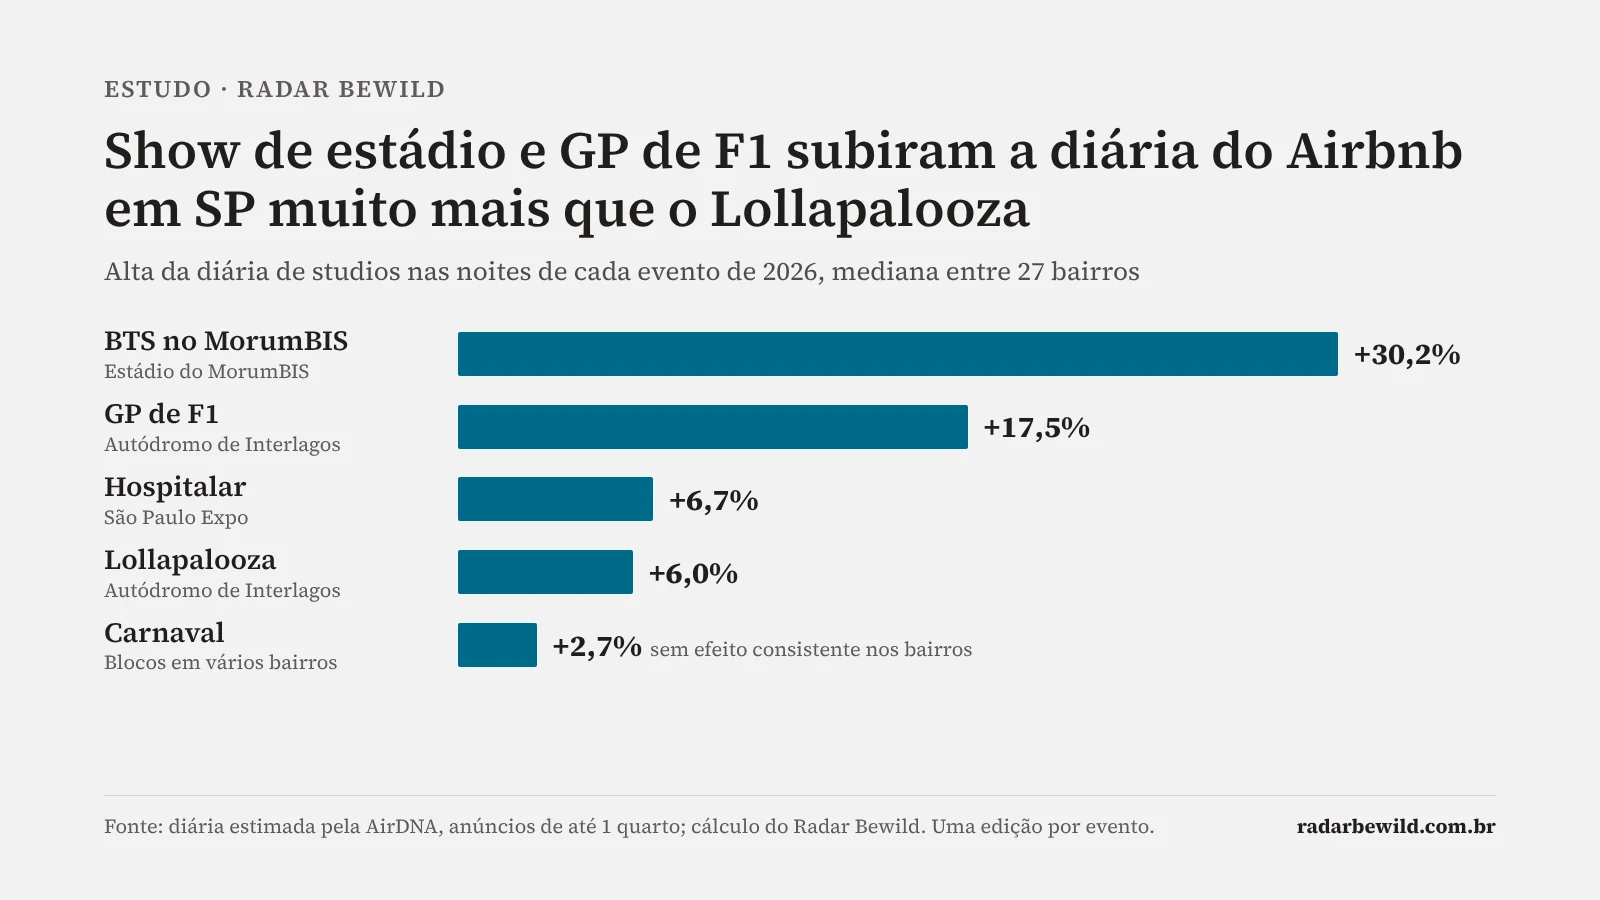 ESTUDO · RADAR BEWILD
Show de estádio e GP de F1 subiram a diária do Airbnb
em SP muito mais que o Lollapalooza
Alta da diária de studios nas noites de cada evento de 2026, mediana entre 27 bairros
BTS no MorumBIS
Estádio do MorumBIS
+30,2%
GP de F1
Autódromo de Interlagos
+17,5%
Hospitalar
São Paulo Expo
+6,7%
Lollapalooza
Autódromo de Interlagos
+6,0%
Carnaval
Blocos em vários bairros
+2,7% sem efeito consistente nos bairros
Fonte: diária estimada pela AirDNA, anúncios de até 1 quarto; cálculo do Radar Bewild. Uma edição por evento.
radarbewild.com.br